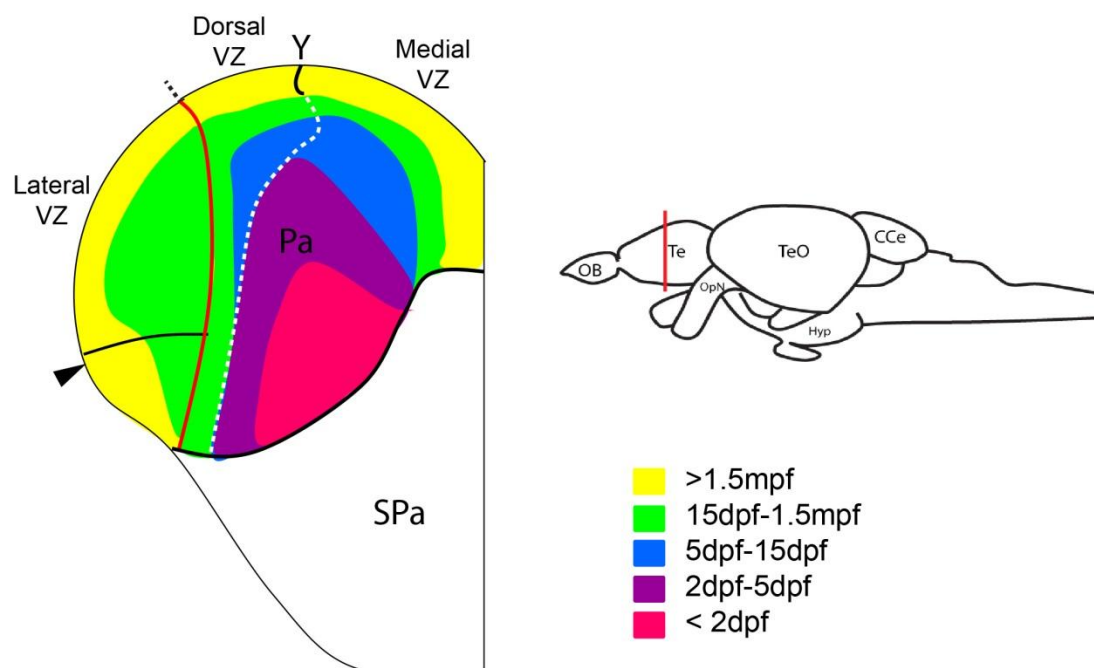 Dorsal
VZ
Y
Medial
VZ
Lateral
VZ
Pa
SPa
OB
Te
TeO
CCe
OpN
Hyp
>1.5mpf
15dpf-1.5mpf
5dpf-15dpf
2dpf-5dpf
< 2dpf